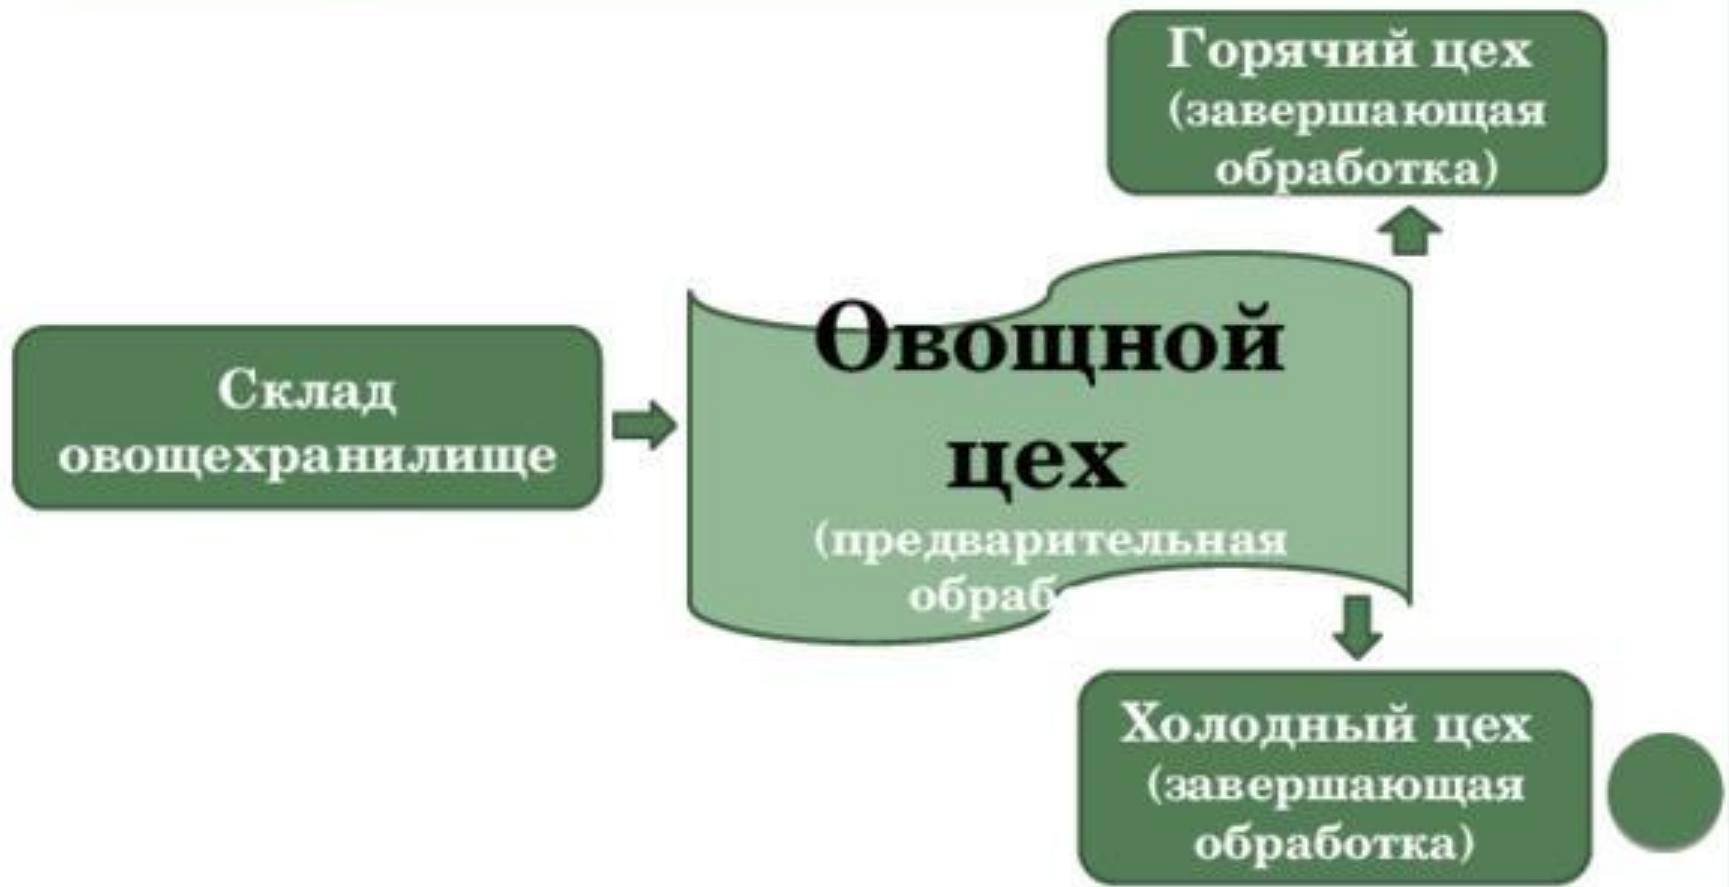 Горячий цех
(завершающая
обработка)
Склад
овощехранилище
Овощной
цех
(предварительная
Холодный цех
(завершающая
обработка)